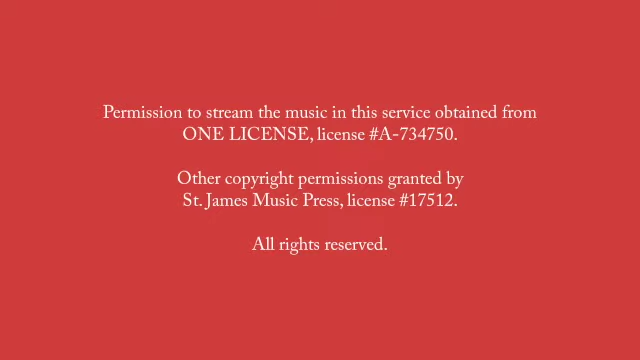 Permission to stream the music in this service obtained from
ONE LICENSE, license #A-734750.
Other copyright permissions granted by
St. James Music Press, license #17512.
All rights reserved.